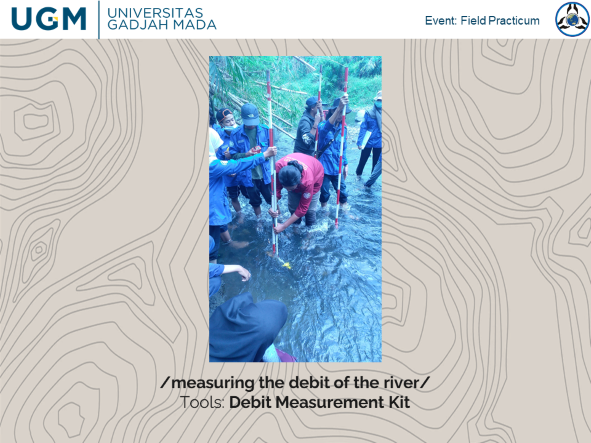 UGM
UNIVERSITAS
GADJAH MADA
Event: Field Practicum
/measuring the debit of the river/
Tools: Debit Measurement Kit